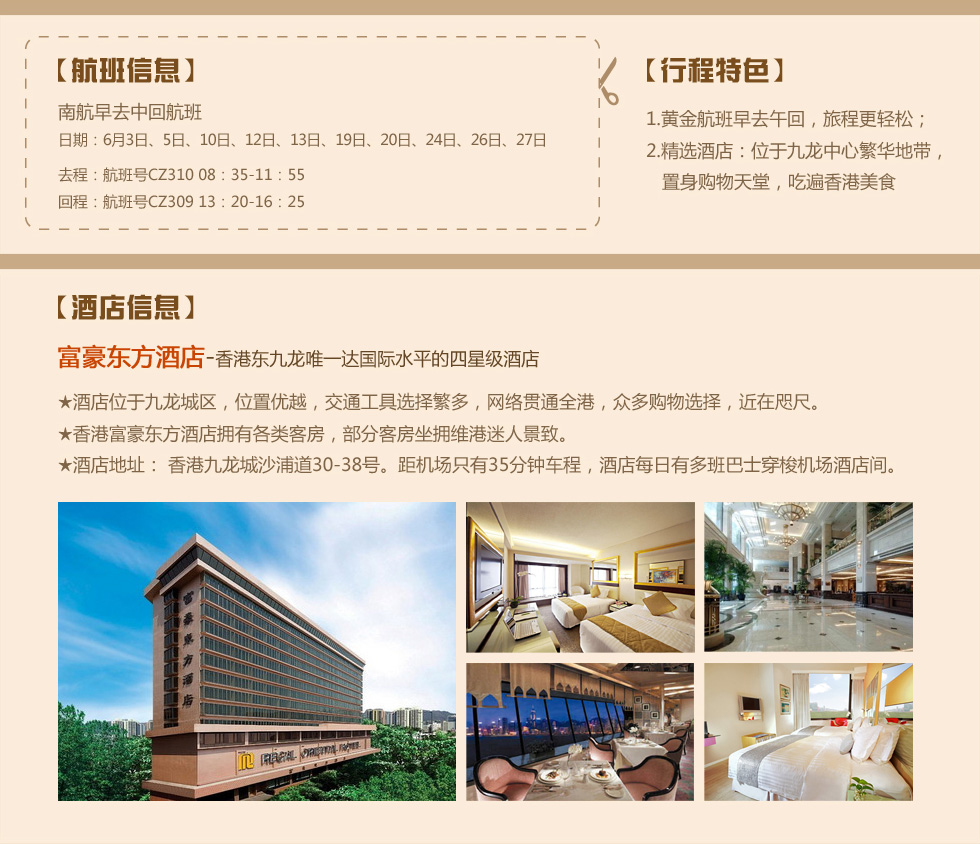 【航班信息】
南航早去中回航班
日期：6月3日、5日、10日、12日、13日、19日、20日、24日、26日、27日
去程：航班号CZ310 08：35-11：55
回程：航班号CZ309 13：20-16：25
【行程特色】
1.黄金航班早去午回，旅程更轻松；
2.精选酒店：位于九龙中心繁华地带，
置身购物天堂，吃遍香港美食
【酒店信息】
富豪东方酒店-香港东九龙唯一达国际水平的四星级酒店
★酒店位于九龙城区，位置优越，交通工具选择繁多，网络贯通全港，众多购物选择，近在咫尺。
★香港富豪东方酒店拥有各类客房，部分客房坐拥维港迷人景致。
★酒店地址： 香港九龙城沙浦道30-38号。距机场只有35分钟车程，酒店每日有多班巴士穿梭机场酒店间。
富豪東方酒店
REGAL ORIENTAL HOTEL